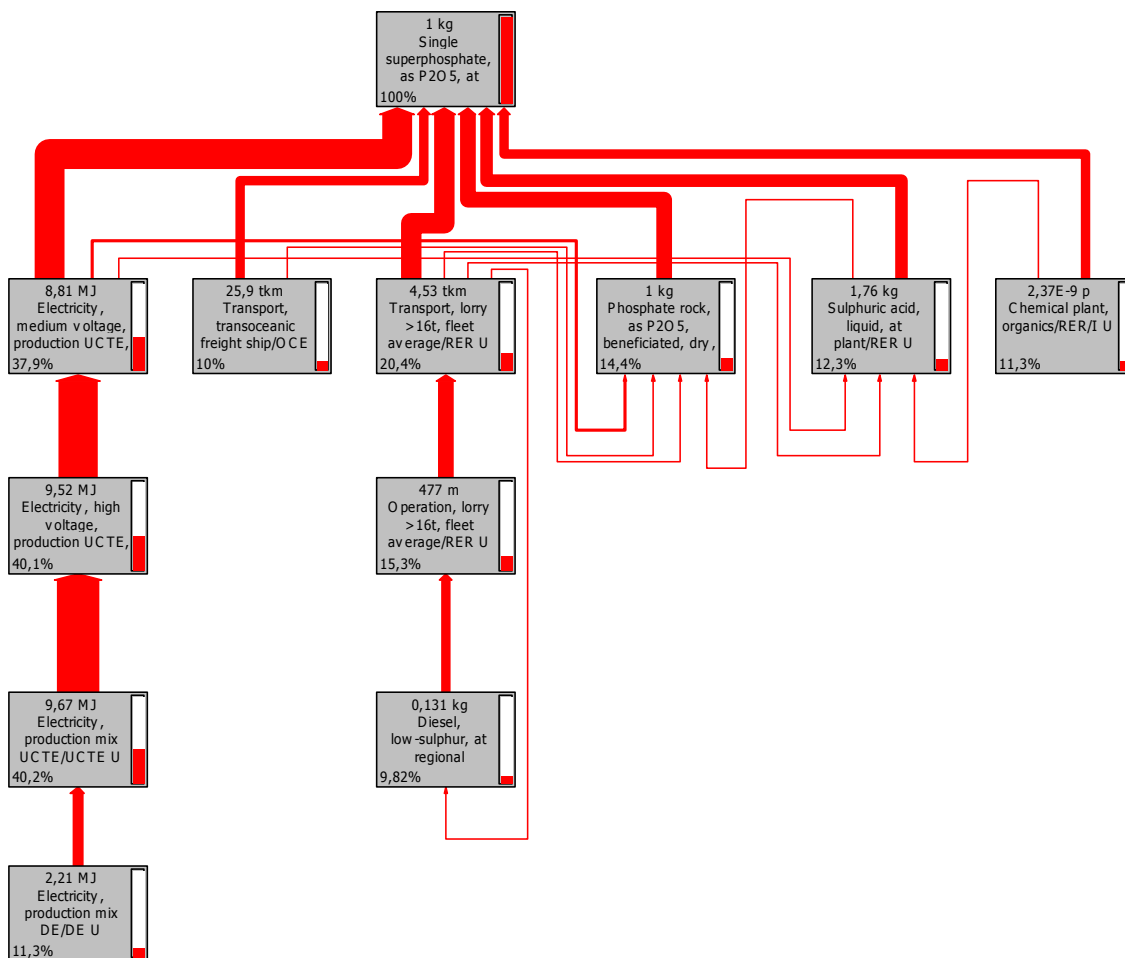 1 kg
Single
superphosphate,
as P2O5, at
100%
8,81 MJ
Electricity,
medium voltage,
production UCTE,
37,9%
25,9 tkm
Transport,
transoceanic
freight ship/OCE
10%
4,53 tkm
Transport, lorry
>16t, fleet
average/RER U
20,4%
1 kg
Phosphate rock,
as P2O5,
beneficiated, dry,
14,4%
1,76 kg
Sulphuric acid,
liquid, at
plant/RER U
12,3%
2,37E-9 p
Chemical plant,
organics/RER/I U
11,3%
9,52 MJ
Electricity, high
voltage,
production UCTE,
40,1%
477 m
Operation, lorry
>16t, fleet
average/RER U
15,3%
9,67 MJ
Electricity,
production mix
UCTE/UCTE U
40,2%
0,131 kg
Diesel,
low-sulphur, at
regional
9,82%
2,21 MJ
Electricity,
production mix
DE/DE U
11,3%